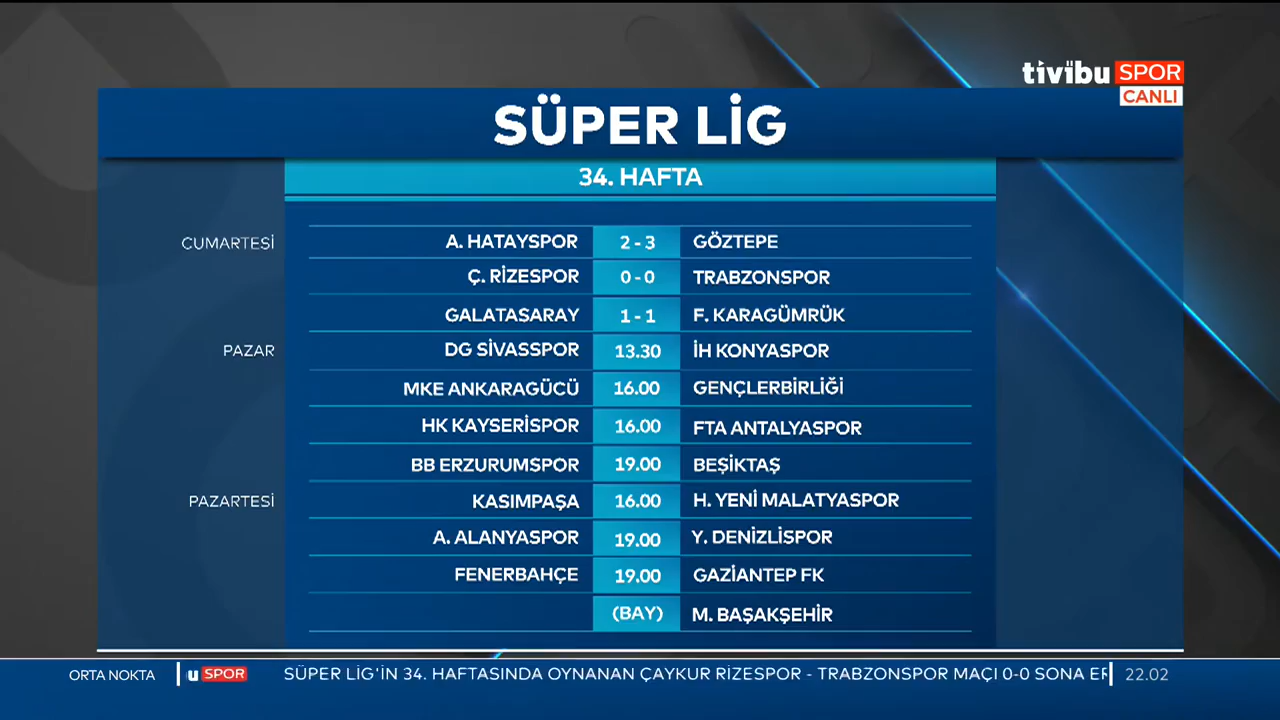 tivibu SPOR
CANLI
SÜPER LİG
34. HAFTA
CUMARTESİ A. HATAYSPOR 2 - 3 GÖZTEPE
Ç. RİZESPOR 0 - 0 TRABZONSPOR
GALATASARAY 1 - 1 F. KARAGÜMRÜK
PAZAR DG SİVASSPOR 13.30 İH KONYASPOR
MKE ANKARAGÜCÜ 16.00 GENÇLERBİRLİĞİ
HK KAYSERİSPOR 16.00 FTA ANTALYASPOR
BB ERZURUMSPOR 19.00 BEŞİKTAŞ
PAZARTESİ KASIMPAŞA 16.00 H. YENİ MALATYASPOR
A. ALANYASPOR 19.00 Y. DENİZLİSPOR
FENERBAHÇE 19.00 GAZİANTEP FK
(BAY) M. BAŞAKŞEHİR
ORTA NOKTA u SPOR SÜPER LİG'İN 34. HAFTASINDA OYNANAN ÇAYKUR RİZESPOR - TRABZONSPOR MAÇI 0-0 SONA 22.02